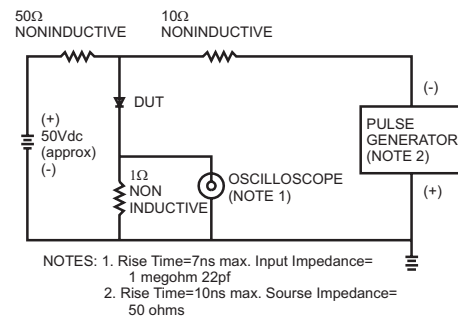 50Ω
NONINDUCTIVE
10Ω
NONINDUCTIVE
DUT
(+)
50Vdc
(approx)
(-)
1Ω
NON
INDUCTIVE
OSCILLOSCOPE
(NOTE 1)
(-)
PULSE
GENERATOR
(NOTE 2)
(+)
NOTES: 1. Rise Time=7ns max. Input Impedance=
1 megohm 22pf
2. Rise Time=10ns max. Sourse Impedance=
50 ohms